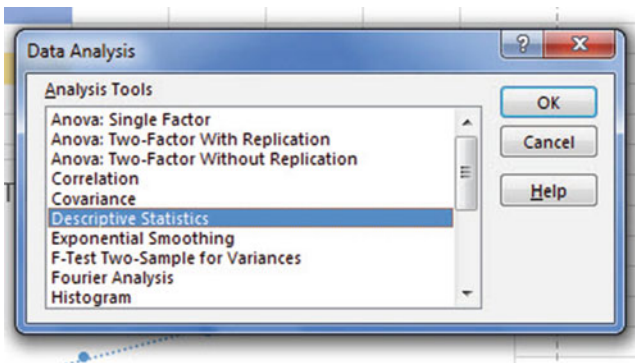 Data Analysis
?
X
Analysis Tools
Anova: Single Factor
Anova: Two-Factor With Replication
Anova: Two-Factor Without Replication
Correlation
Covariance
Descriptive Statistics
Exponential Smoothing
F-Test Two-Sample for Variances
Fourier Analysis
Histogram
OK
Cancel
Help
T